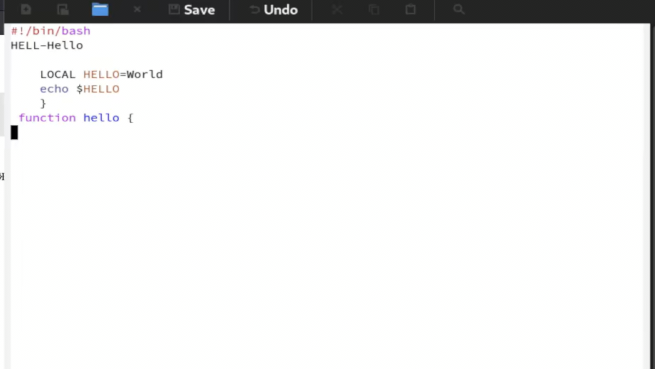 Save Undo
#!/bin/bash
HELL-Hello
LOCAL HELLO=World
echo $HELLO
}
function hello {